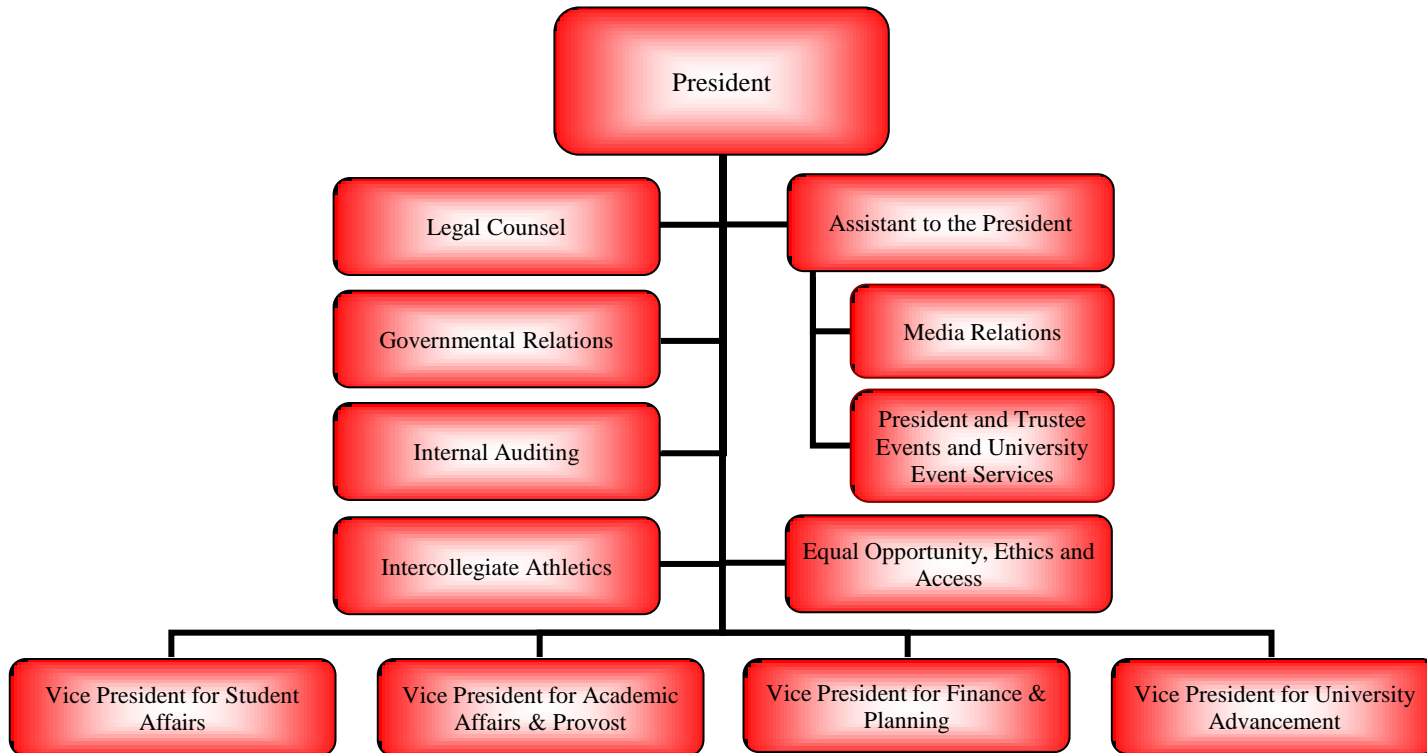 President
Legal Counsel
Assistant to the President
Governmental Relations
Media Relations
Internal Auditing
President and Trustee
Events and University
Event Services
Intercollegiate Athletics
Equal Opportunity, Ethics and
Access
Vice President for Student
Affairs
Vice President for Academic
Affairs & Provost
Vice President for Finance &
Planning
Vice President for University
Advancement